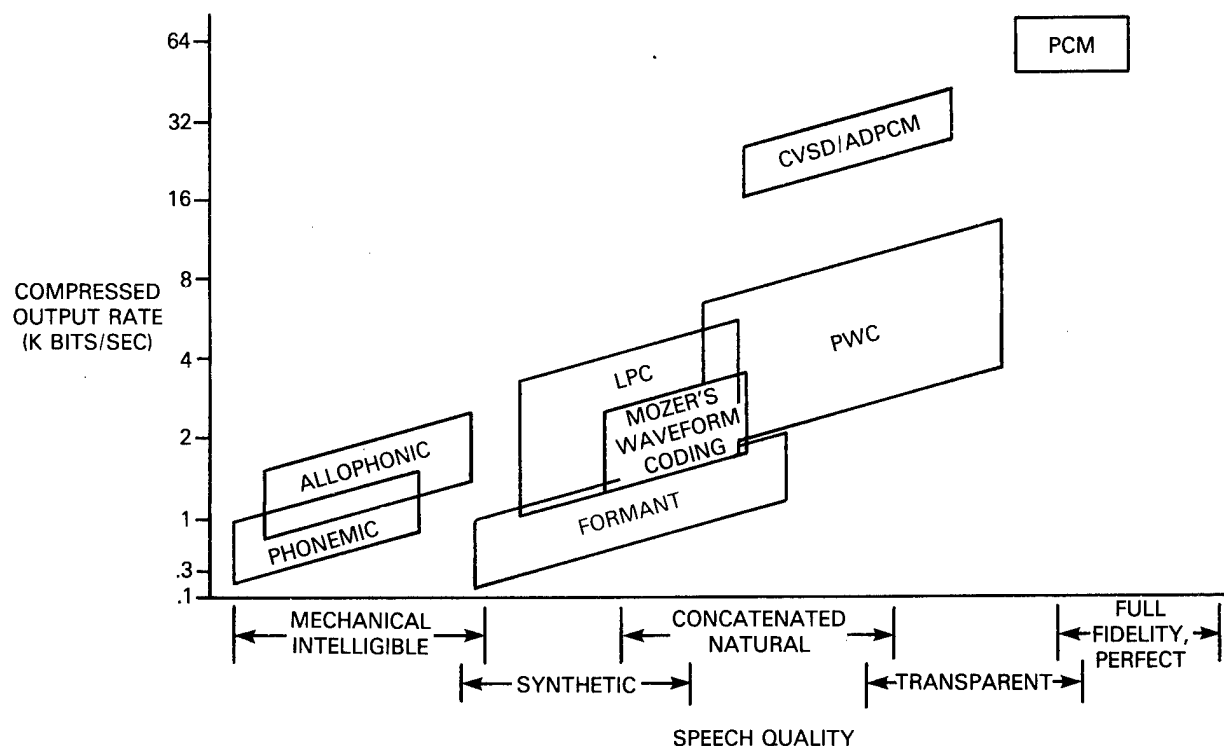 64
32
16
8
4
2
1
.3
.1
COMPRESSED
OUTPUT RATE
(K BITS/SEC)
PCM
CVSD/ADPCM
PWC
LPC
MOZER'S
WAVEFORM
CODING
FORMANT
ALLOPHONIC
PHONEMIC
MECHANICAL
INTELLIGIBLE
SYNTHETIC
CONCATENATED
NATURAL
TRANSPARENT
FULL
FIDELITY,
PERFECT
SPEECH QUALITY